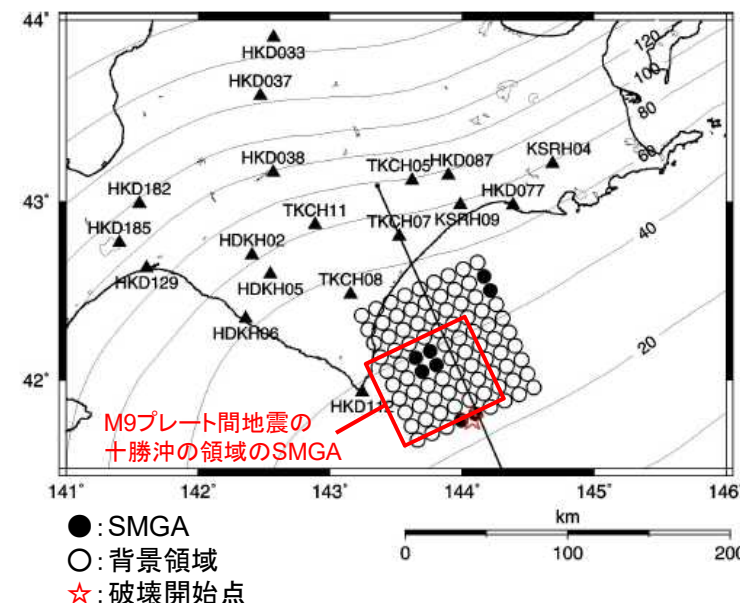 44°
HKD033
120
HKD037
100
80
HKD038
TKCH05
HKD087
KSRH04
60
43°
HKD182
HKD077
TKCH11
TKCH07
KSRH09
HKD185
40
HDKH02
HKD129
HDKH05
TKCH08
HDKH06
20
42°
HKD112
M9プレート間地震の
十勝沖の領域のSMGA
141° 142° 143° 144° 145° 146°
●:SMGA
km
○:背景領域
0 100 200
☆:破壊開始点